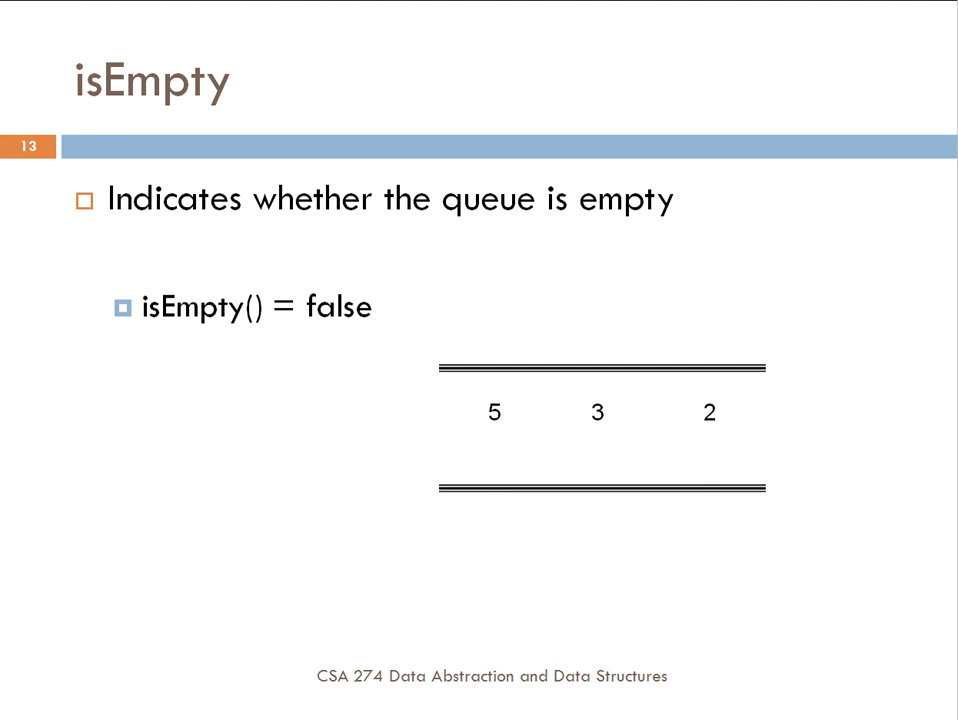 isEmpty
13
Indicates whether the queue is empty
isEmpty() = false
5 3 2
CSA 274 Data Abstraction and Data Structures